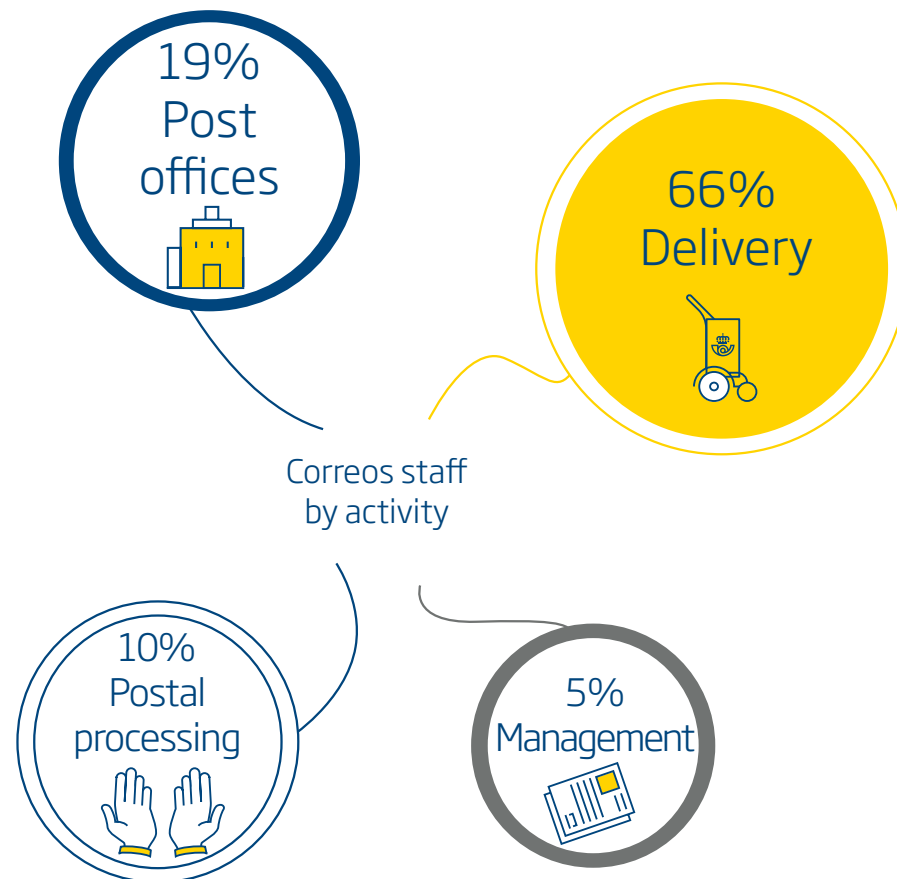 19%
Post
offices
66%
Delivery
Correos staff
by activity
10%
Postal
processing
5%
Management